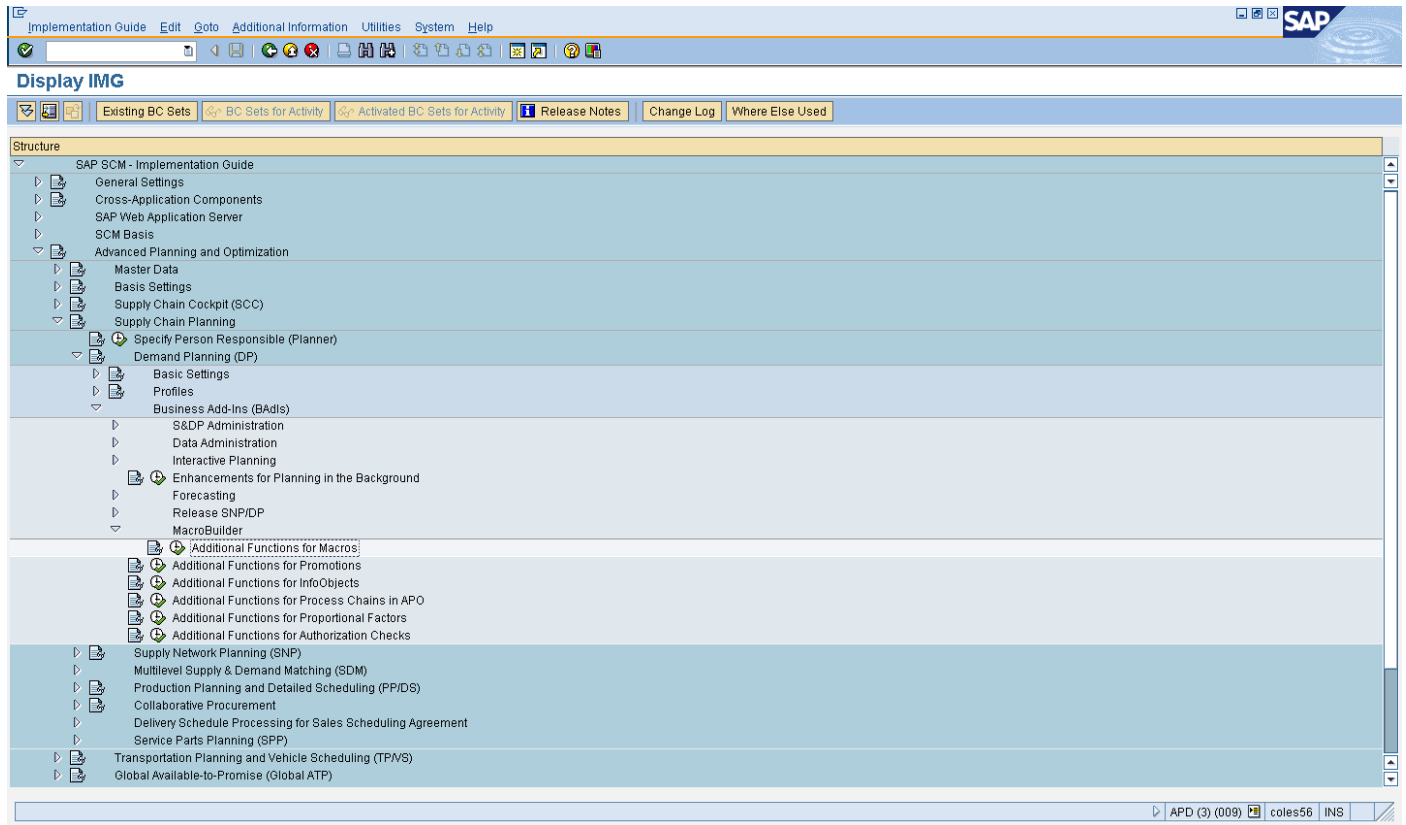 Implementation Guide Edit Goto Additional Information Utilities System Help
SAP
Display IMG
Existing BC Sets BC Sets for Activity Activated BC Sets for Activity Release Notes Change Log Where Else Used
Structure
SAP SCM - Implementation Guide
General Settings
Cross-Application Components
SAP Web Application Server
SCM Basis
Advanced Planning and Optimization
Master Data
Basis Settings
Supply Chain Cockpit (SCC)
Supply Chain Planning
Specify Person Responsible (Planner)
Demand Planning (DP)
Basic Settings
Profiles
Business Add-Ins (BAdIs)
S&DP Administration
Data Administration
Interactive Planning
Enhancements for Planning in the Background
Forecasting
Release SNP/DP
MacroBuilder
Additional Functions for Macros
Additional Functions for Promotions
Additional Functions for InfoObjects
Additional Functions for Process Chains in APO
Additional Functions for Proportional Factors
Additional Functions for Authorization Checks
Supply Network Planning (SNP)
Multilevel Supply & Demand Matching (SDM)
Production Planning and Detailed Scheduling (PP/DS)
Collaborative Procurement
Delivery Schedule Processing for Sales Scheduling Agreement
Service Parts Planning (SPP)
Transportation Planning and Vehicle Scheduling (TP/VS)
Global Available-to-Promise (Global ATP)
APD (3) (009) coles56 INS